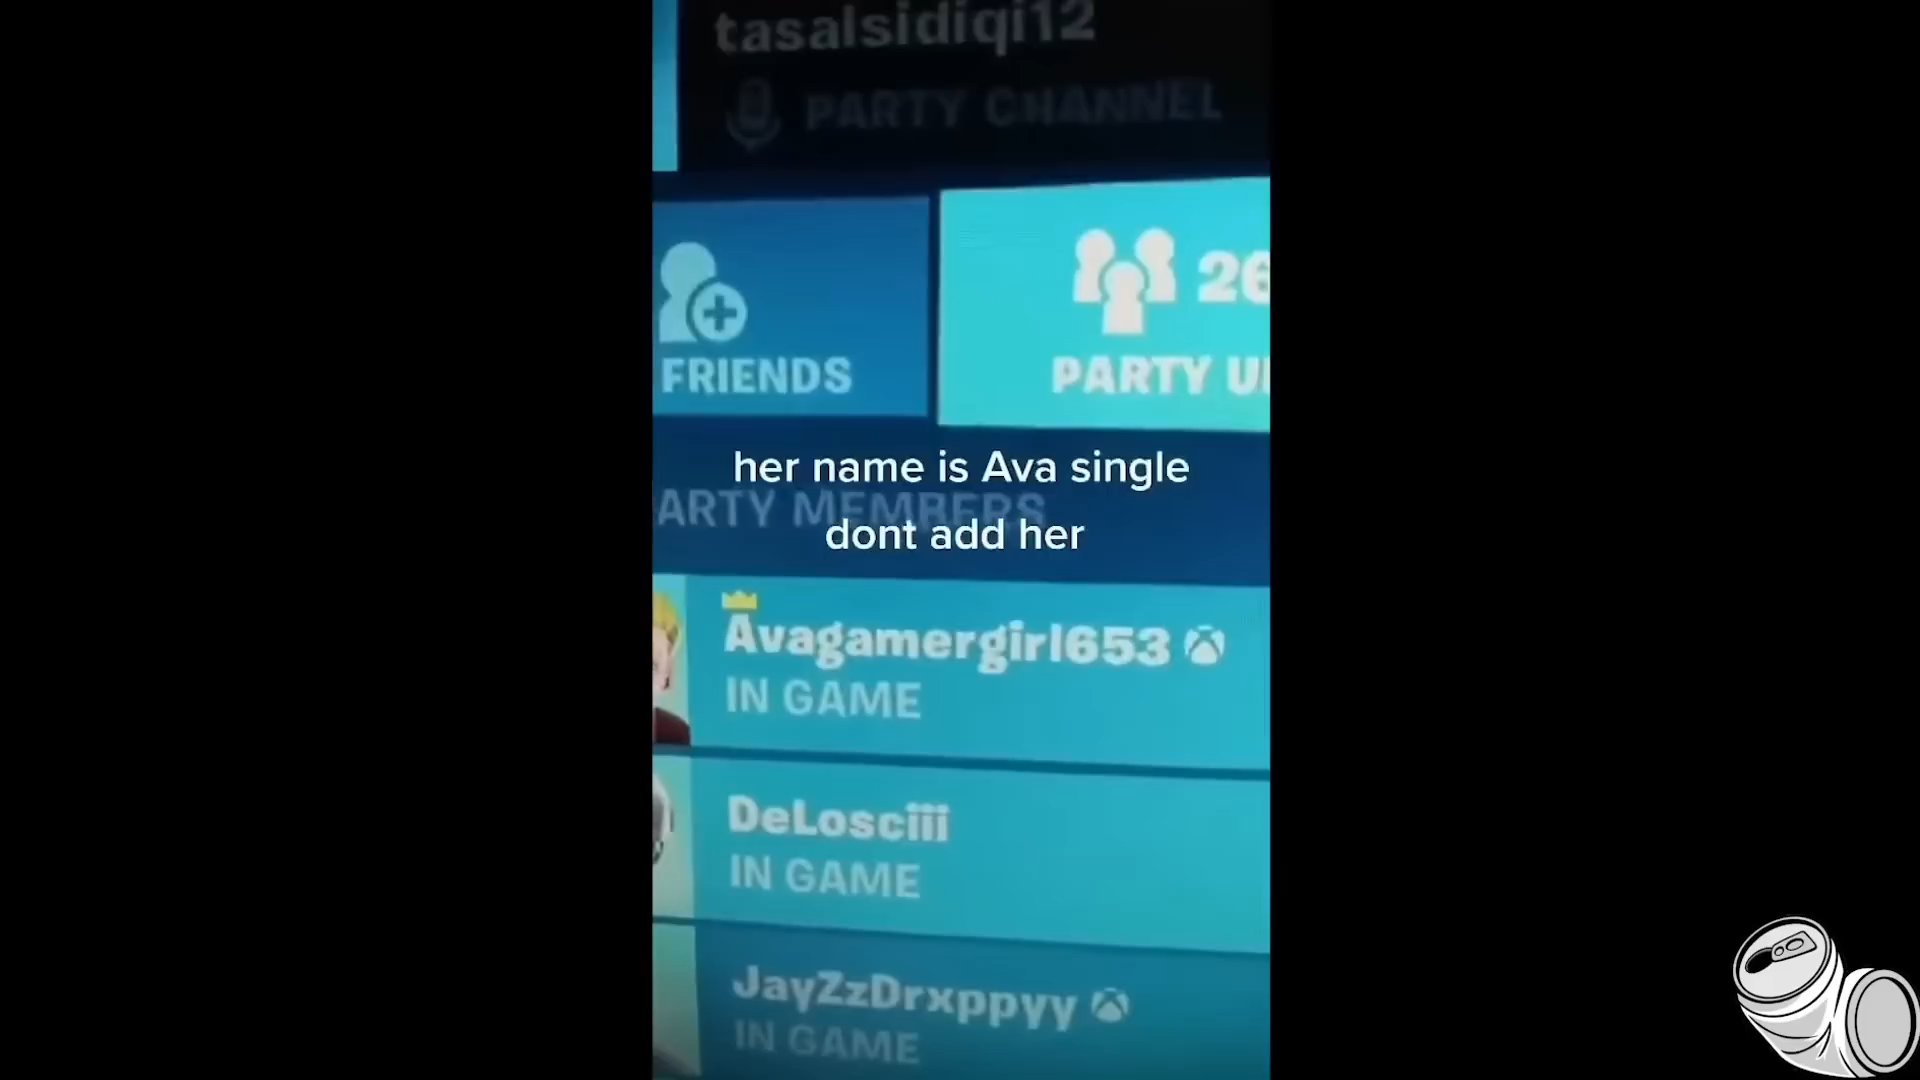 tasalsidiqi12
PARTY CHANNEL
26
FRIENDS
PARTY
her name is Ava single
dont add her
ARTY MEMBERS
Avagamergirl653
IN GAME
DeLosciii
IN GAME
JayZzDrxppyy
IN GAME